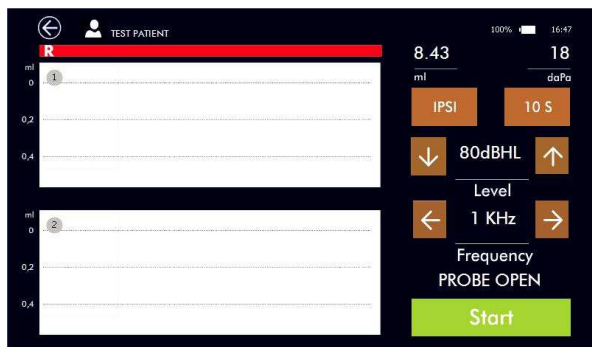 TEST PATIENT
100% 16:47
R
ml
0
0,2
0,4
1
ml
0
0,2
0,4
2
8.43 18
ml daPa
IPSI 10 S
80dBHL
Level
1 KHz
Frequency
PROBE OPEN
Start